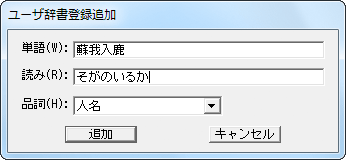 ユーザ辞書登録追加
単語(W): 蘇我入鹿
読み(R): そがのいるか
品詞(H): 人名
追加 キャンセル